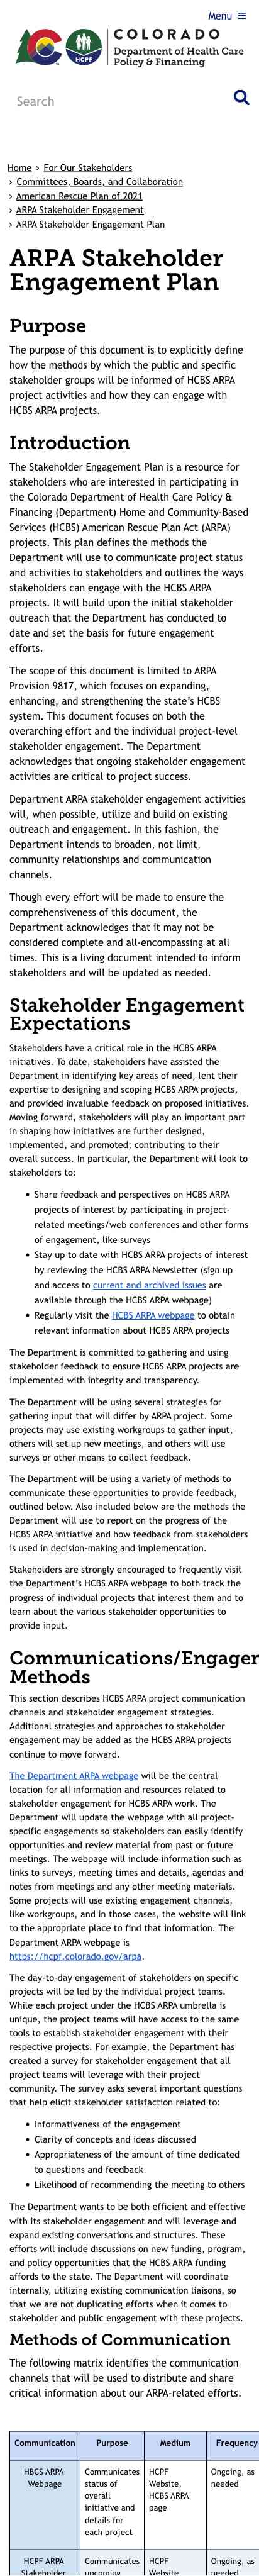 Menu ≡
COLORADO
Department of Health Care
Policy & Financing
HCPF
Search
Home › For Our Stakeholders
› Committees, Boards, and Collaboration
› American Rescue Plan of 2021
› ARPA Stakeholder Engagement
› ARPA Stakeholder Engagement Plan
ARPA Stakeholder
Engagement Plan
Purpose
The purpose of this document is to explicitly define
how the methods by which the public and specific
stakeholder groups will be informed of HCBS ARPA
project activities and how they can engage with
HCBS ARPA projects.
Introduction
The Stakeholder Engagement Plan is a resource for
stakeholders who are interested in participating in
the Colorado Department of Health Care Policy &
Financing (Department) Home and Community-Based
Services (HCBS) American Rescue Plan Act (ARPA)
projects. This plan defines the methods the
Department will use to communicate project status
and activities to stakeholders and outlines the ways
stakeholders can engage with the HCBS ARPA
projects. It will build upon the initial stakeholder
outreach that the Department has conducted to
date and set the basis for future engagement
efforts.
The scope of this document is limited to ARPA
Provision 9817, which focuses on expanding,
enhancing, and strengthening the state's HCBS
system. This document focuses on both the
overarching effort and the individual project-level
stakeholder engagement. The Department
acknowledges that ongoing stakeholder engagement
activities are critical to project success.
Department ARPA stakeholder engagement activities
will, when possible, utilize and build on existing
outreach and engagement. In this fashion, the
Department intends to broaden, not limit,
community relationships and communication
channels.
Though every effort will be made to ensure the
comprehensiveness of this document, the
Department acknowledges that it may not be
considered complete and all-encompassing at all
times. This is a living document intended to inform
stakeholders and will be updated as needed.
Stakeholder Engagement
Expectations
Stakeholders have a critical role in the HCBS ARPA
initiatives. To date, stakeholders have assisted the
Department in identifying key areas of need, lent their
expertise to designing and scoping HCBS ARPA projects,
and provided invaluable feedback on proposed initiatives.
Moving forward, stakeholders will play an important part
in shaping how initiatives are further designed,
implemented, and promoted; contributing to their
overall success. In particular, the Department will look to
stakeholders to:
• Share feedback and perspectives on HCBS ARPA
projects of interest by participating in project-
related meetings/web conferences and other forms
of engagement, like surveys
• Stay up to date with HCBS ARPA projects of interest
by reviewing the HCBS ARPA Newsletter (sign up
and access to current and archived issues are
available through the HCBS ARPA webpage)
• Regularly visit the HCBS ARPA webpage to obtain
relevant information about HCBS ARPA projects
The Department is committed to gathering and using
stakeholder feedback to ensure HCBS ARPA projects are
implemented with integrity and transparency.
The Department will be using several strategies for
gathering input that will differ by ARPA project. Some
projects may use existing workgroups to gather input,
others will set up new meetings, and others will use
surveys or other means to collect feedback.
The Department will be using a variety of methods to
communicate these opportunities to provide feedback,
outlined below. Also included below are the methods the
Department will use to report on the progress of the
HCBS ARPA initiative and how feedback from stakeholders
is used in decision-making and implementation.
Stakeholders are strongly encouraged to frequently visit
the Department's HCBS ARPA webpage to both track the
progress of individual projects that interest them and to
learn about the various stakeholder opportunities to
provide input.
Communications/Engagem
Methods
This section describes HCBS ARPA project communication
channels and stakeholder engagement strategies.
Additional strategies and approaches to stakeholder
engagement may be added as the HCBS ARPA projects
continue to move forward.
The Department ARPA webpage will be the central
location for all information and resources related to
stakeholder engagement for HCBS ARPA work. The
Department will update the webpage with all project-
specific engagements so stakeholders can easily identify
opportunities and review material from past or future
meetings. The webpage will include information such as
links to surveys, meeting times and details, agendas and
notes from meetings and any other meeting materials.
Some projects will use existing engagement channels,
like workgroups, and in those cases, the website will link
to the appropriate place to find that information. The
Department ARPA webpage is
https://hcpf.colorado.gov/arpa.
The day-to-day engagement of stakeholders on specific
projects will be led by the individual project teams.
While each project under the HCBS ARPA umbrella is
unique, the project teams will have access to the same
tools to establish stakeholder engagement with their
respective projects. For example, the Department has
created a survey for stakeholder engagement that all
project teams will leverage with their project
community. The survey asks several important questions
that help elicit stakeholder satisfaction related to:
• Informativeness of the engagement
• Clarity of concepts and ideas discussed
• Appropriateness of the amount of time dedicated
to questions and feedback
• Likelihood of recommending the meeting to others
The Department wants to be both efficient and effective
with its stakeholder engagement and will leverage and
expand existing conversations and structures. These
efforts will include discussions on new funding, program,
and policy opportunities that the HCBS ARPA funding
affords to the state. The Department will coordinate
internally, utilizing existing communication liaisons, so
that we are not duplicating efforts when it comes to
stakeholder and public engagement with these projects.
Methods of Communication
The following matrix identifies the communication
channels that will be used to distribute and share
critical information about our ARPA-related efforts.
Communication Purpose Medium Frequency
HBCS ARPA Communicates HCPF Ongoing, as
Webpage status of Website, needed
overall HCBS ARPA
initiative and page
details for
each project
HCPF ARPA Communicates HCPF Ongoing, as
Stakeholder upcoming Website, needed